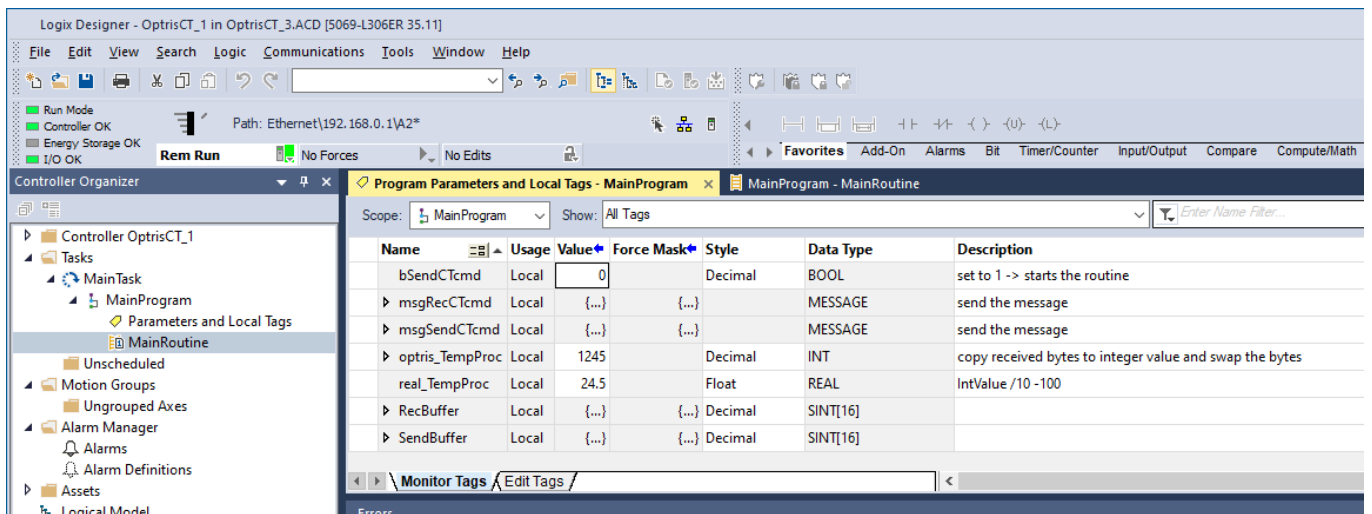 Logix Designer - OptrisCT_1 in OptrisCT_3.ACD [5069-L306ER 35.11]
File Edit View Search Logic Communications Tools Window Help
Run Mode
Controller OK
Energy Storage OK
I/O OK
Path: Ethernet\192.168.0.1\A2*
Rem Run No Forces No Edits
Favorites Add-On Alarms Bit Timer/Counter Input/Output Compare Compute/Math
Controller Organizer
Controller OptrisCT_1
Tasks
MainTask
MainProgram
Parameters and Local Tags
MainRoutine
Unscheduled
Motion Groups
Ungrouped Axes
Alarm Manager
Alarms
Alarm Definitions
Assets
Logical Model
Program Parameters and Local Tags - MainProgram MainProgram - MainRoutine
Scope: MainProgram Show: All Tags Enter Name Filter...
Name Usage Value Force Mask Style Data Type Description
bSendCTcmd Local 0 Decimal BOOL set to 1 -> starts the routine
msgRecCTcmd Local {...} {...} MESSAGE send the message
msgSendCTcmd Local {...} {...} MESSAGE send the message
optris_TempProc Local 1245 Decimal INT copy received bytes to integer value and swap the bytes
real_TempProc Local 24.5 Float REAL IntValue /10 -100
RecBuffer Local {...} {...} Decimal SINT[16]
SendBuffer Local {...} {...} Decimal SINT[16]
Monitor Tags Edit Tags
Errors